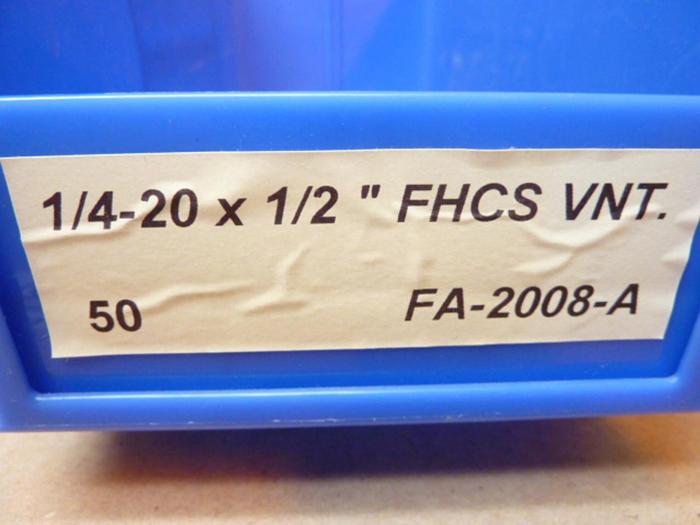 1/4-20 x 1/2 " FHCS VNT.
50 FA-2008-A